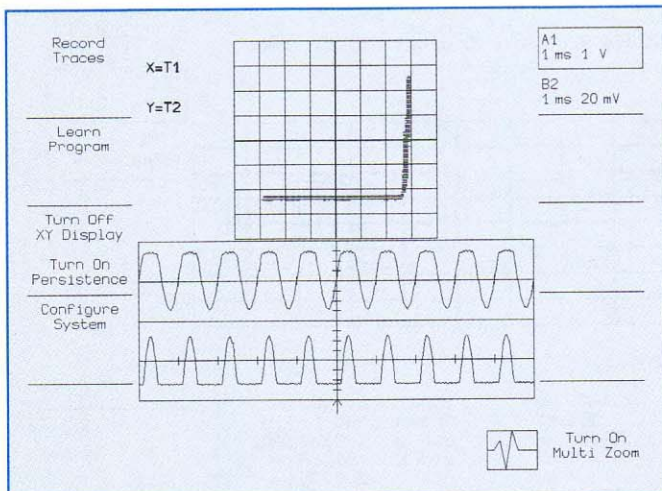 Record
Traces
X=T1
Y=T2
A1
1 ms 1 V
B2
1 ms 20 mV
Learn
Program
Turn Off
XY Display
Turn On
Persistence
Configure
System
Turn On
Multi Zoom